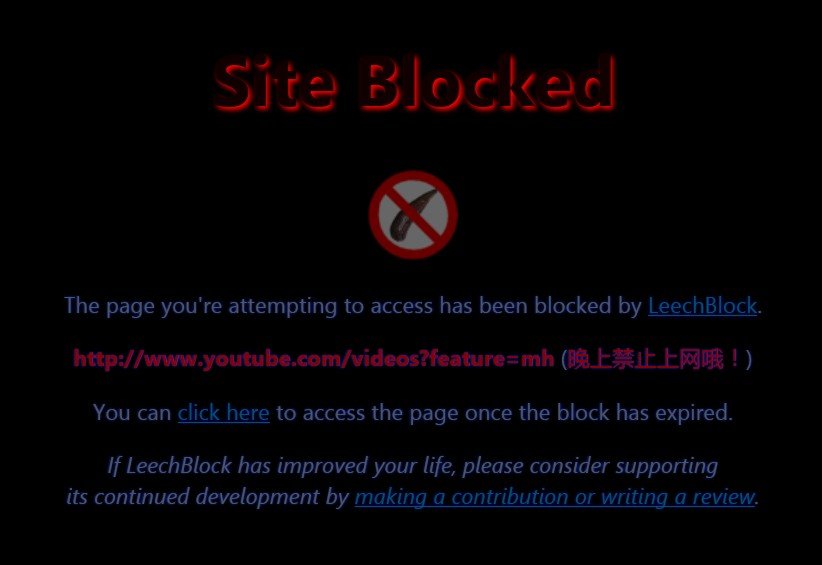 Site Blocked
The page you're attempting to access has been blocked by LeechBlock.
http://www.youtube.com/videos?feature=mh (晚上禁止上网哦！)
You can click here to access the page once the block has expired.
If LeechBlock has improved your life, please consider supporting
its continued development by making a contribution or writing a review.